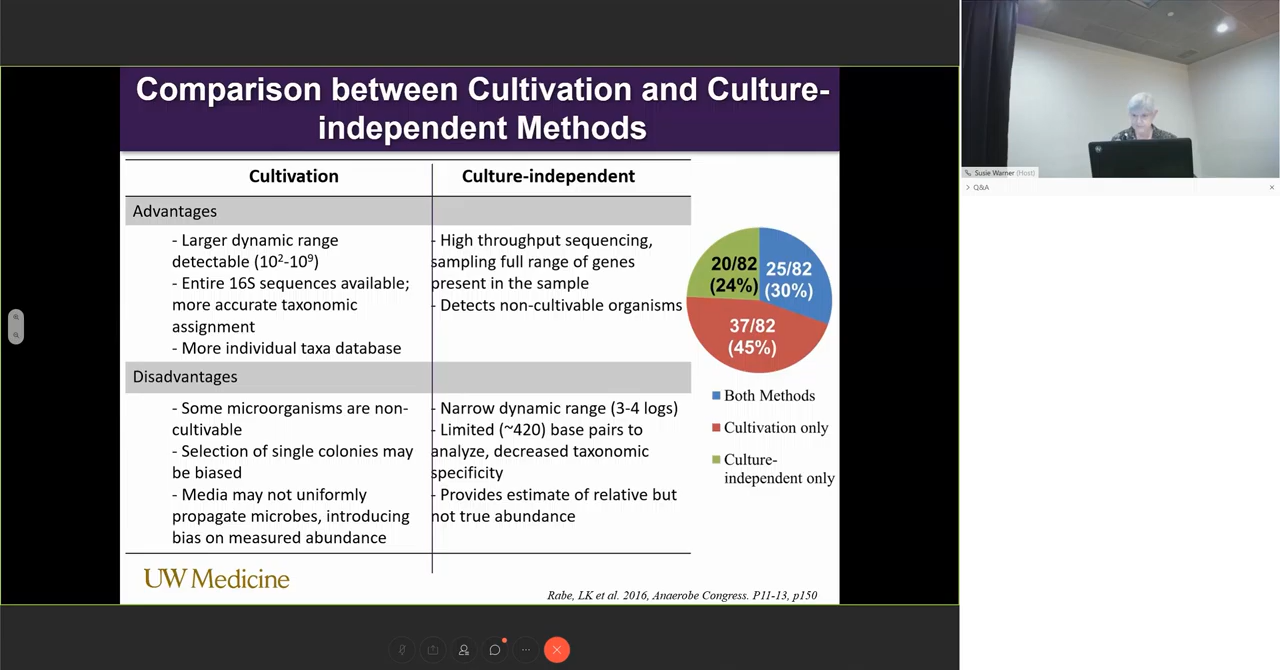 Comparison between Cultivation and Culture-
independent Methods
Cultivation
Culture-independent
Advantages
- Larger dynamic range
detectable (10²-10⁹)
- Entire 16S sequences available;
more accurate taxonomic
assignment
- More individual taxa database
- High throughput sequencing,
sampling full range of genes
present in the sample
- Detects non-cultivable organisms
Disadvantages
- Some microorganisms are non-
cultivable
- Selection of single colonies may
be biased
- Media may not uniformly
propagate microbes, introducing
bias on measured abundance
- Narrow dynamic range (3-4 logs)
- Limited (~420) base pairs to
analyze, decreased taxonomic
specificity
- Provides estimate of relative but
not true abundance
20/82
(24%)
25/82
(30%)
37/82
(45%)
Both Methods
Cultivation only
Culture-
independent only
UW Medicine
Rabe, LK et al. 2016, Anaerobe Congress. P11-13, p150
Susie Warner (Host)
Q&A